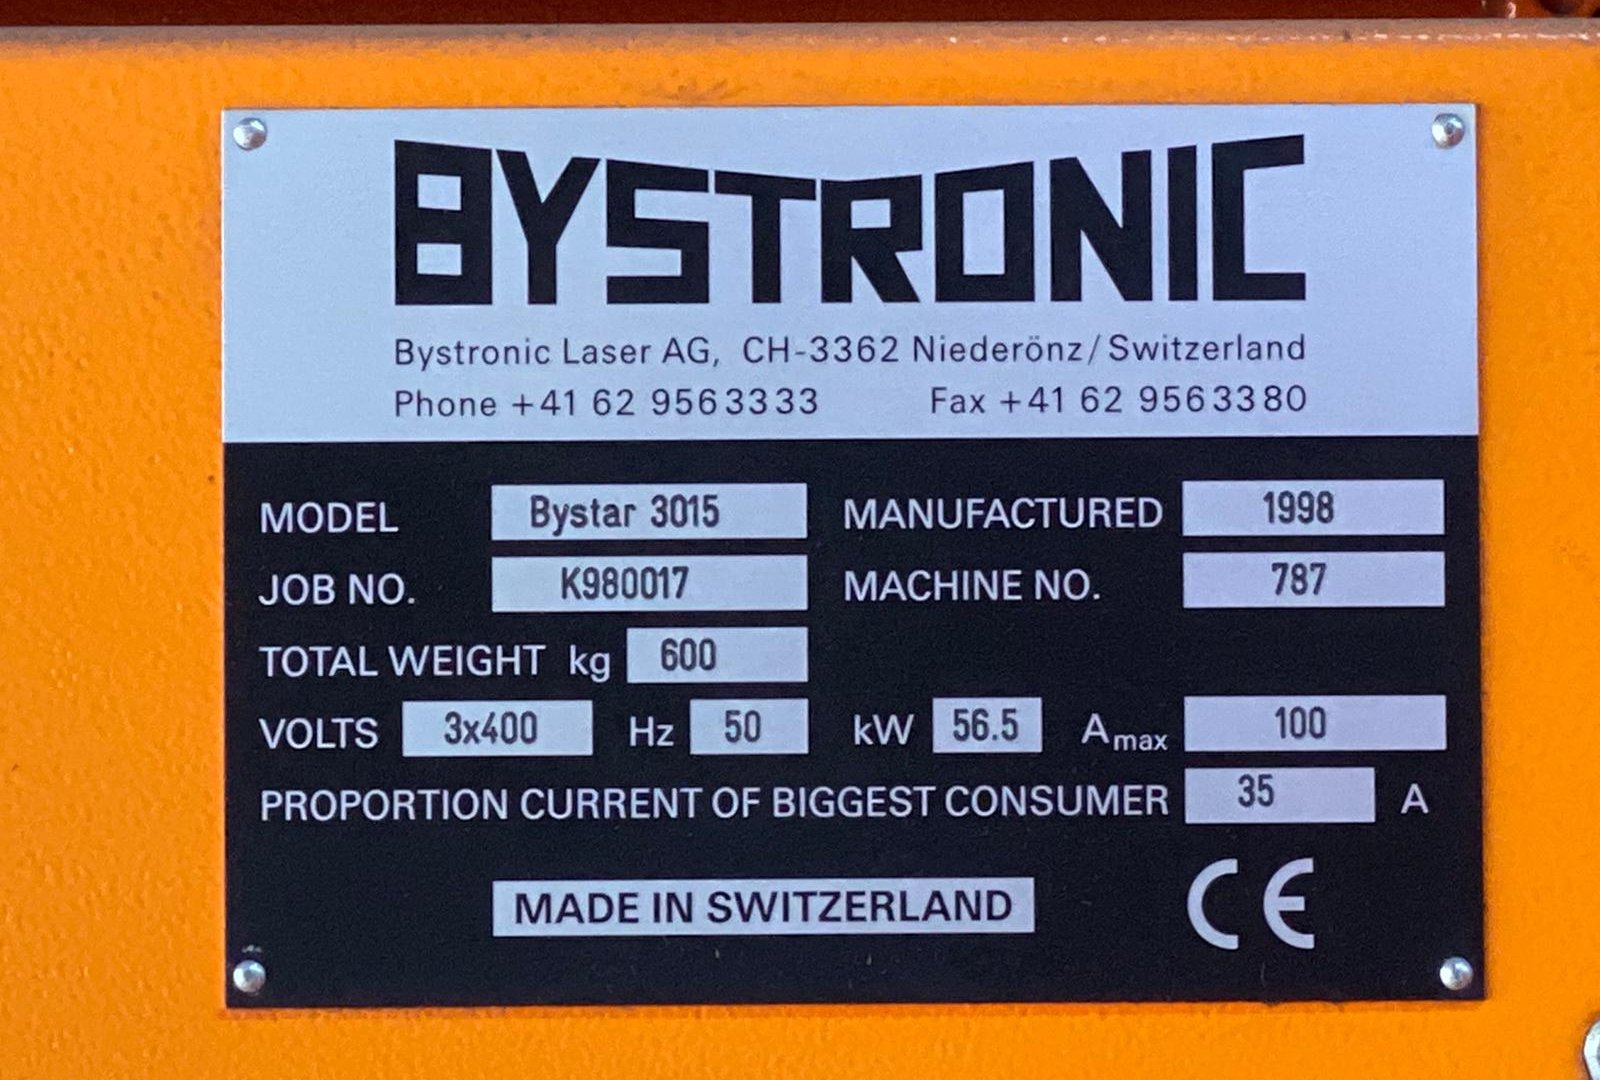 BYSTRONIC
Bystronic Laser AG, CH-3362 Niederönz/Switzerland
Phone +41 62 9563333 Fax +41 62 9563380
MODEL Bystar 3015 MANUFACTURED 1998
JOB NO. K980017 MACHINE NO. 787
TOTAL WEIGHT kg 600
VOLTS 3x400 Hz 50 kW 56.5 Amax 100
PROPORTION CURRENT OF BIGGEST CONSUMER 35 A
MADE IN SWITZERLAND CE